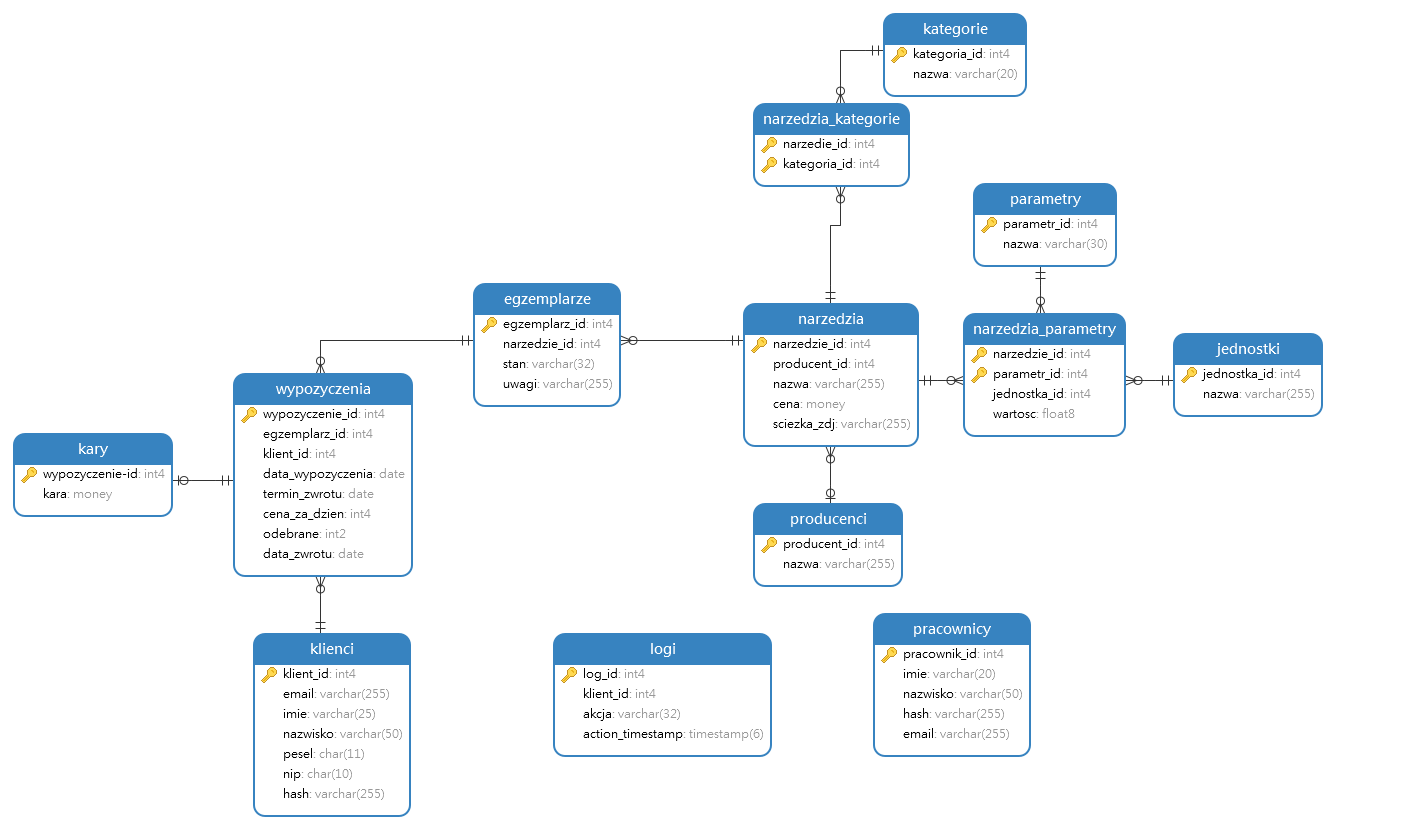 kategorie
kategoria_id: int4
nazwa: varchar(20)
narzedzia_kategorie
narzedie_id: int4
kategoria_id: int4
parametry
parametr_id: int4
nazwa: varchar(30)
egzemplarze
egzemplarz_id: int4
narzedzie_id: int4
stan: varchar(32)
uwagi: varchar(255)
narzedzia
narzedzie_id: int4
producent_id: int4
nazwa: varchar(255)
cena: money
sciezka_zdj: varchar(255)
narzedzia_parametry
narzedzie_id: int4
parametr_id: int4
jednostka_id: int4
wartosc: float8
jednostki
jednostka_id: int4
nazwa: varchar(255)
wypozyczenia
wypozyczenie_id: int4
egzemplarz_id: int4
klient_id: int4
data_wypozyczenia: date
termin_zwrotu: date
cena_za_dzien: int4
odebrane: int2
data_zwrotu: date
kary
wypozyczenie-id: int4
kara: money
producenci
producent_id: int4
nazwa: varchar(255)
klienci
klient_id: int4
email: varchar(255)
imie: varchar(25)
nazwisko: varchar(50)
pesel: char(11)
nip: char(10)
hash: varchar(255)
logi
log_id: int4
klient_id: int4
akcja: varchar(32)
action_timestamp: timestamp(6)
pracownicy
pracownik_id: int4
imie: varchar(20)
nazwisko: varchar(50)
hash: varchar(255)
email: varchar(255)